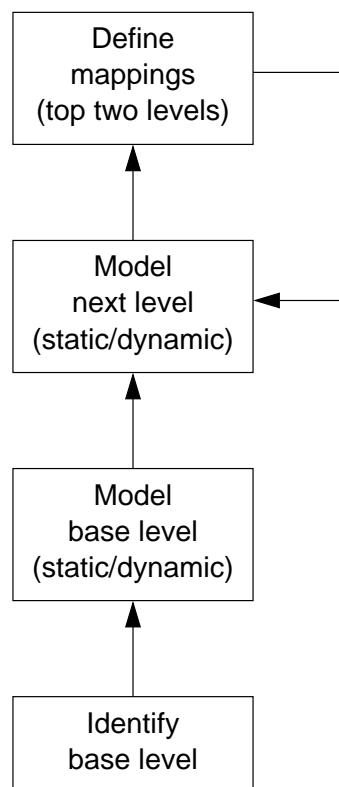 Define
mappings
(top two levels)
Model
next level
(static/dynamic)
Model
base level
(static/dynamic)
Identify
base level